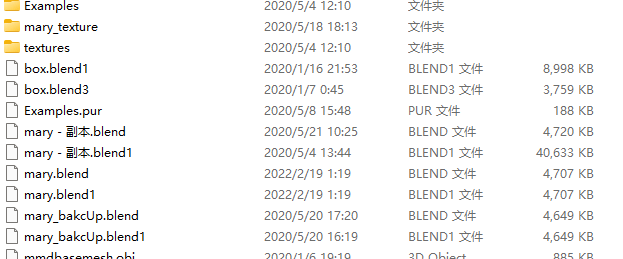 Examples 2020/5/4 12:10 文件夹
mary_texture 2020/5/18 18:13 文件夹
textures 2020/5/4 12:10 文件夹
box.blend1 2020/1/16 21:53 BLEND1 文件 8,998 KB
box.blend3 2020/1/7 0:45 BLEND3 文件 3,759 KB
Examples.pur 2020/5/8 15:48 PUR 文件 188 KB
mary - 副本.blend 2020/5/21 10:25 BLEND 文件 4,720 KB
mary - 副本.blend1 2020/5/4 13:44 BLEND1 文件 40,633 KB
mary.blend 2022/2/19 1:19 BLEND 文件 4,707 KB
mary.blend1 2022/2/19 1:19 BLEND1 文件 4,707 KB
mary_bakcUp.blend 2020/5/20 17:20 BLEND 文件 4,649 KB
mary_bakcUp.blend1 2020/5/20 16:19 BLEND1 文件 4,649 KB
mmdbasemesh.obj 2020/1/6 19:19 3D Object 885 KB